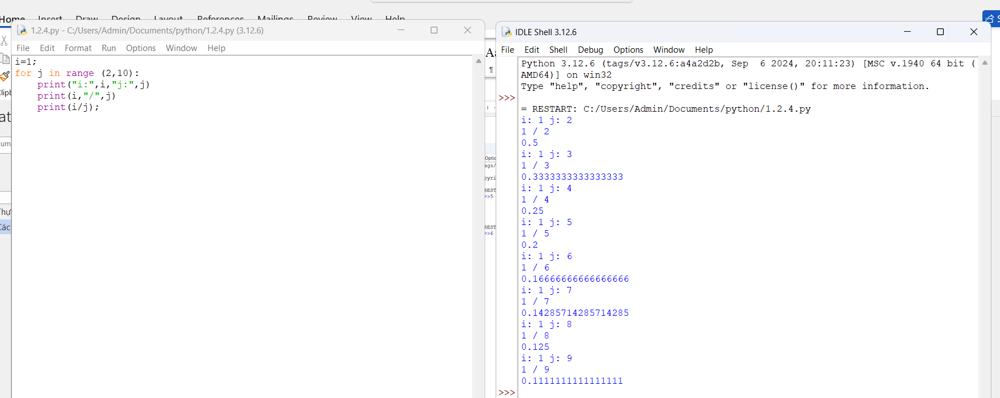 Home Insert Draw Design Layout References Mailings Review View Help
1.2.4.py - C:/Users/Admin/Documents/python/1.2.4.py (3.12.6)
File Edit Format Run Options Window Help
i=1;
for j in range (2,10):
    print("i:",i,"j:",j)
    print(i,"/",j)
    print(i/j);
IDLE Shell 3.12.6
File Edit Shell Debug Options Window Help
Python 3.12.6 (tags/v3.12.6:a4a2d2b, Sep  6 2024, 20:11:23) [MSC v.1940 64 bit (
AMD64)] on win32
Type "help", "copyright", "credits" or "license()" for more information.
>>>
= RESTART: C:/Users/Admin/Documents/python/1.2.4.py
i: 1 j: 2
1 / 2
0.5
i: 1 j: 3
1 / 3
0.3333333333333333
i: 1 j: 4
1 / 4
0.25
i: 1 j: 5
1 / 5
0.2
i: 1 j: 6
1 / 6
0.16666666666666666
i: 1 j: 7
1 / 7
0.14285714285714285
i: 1 j: 8
1 / 8
0.125
i: 1 j: 9
1 / 9
0.1111111111111111
>>>